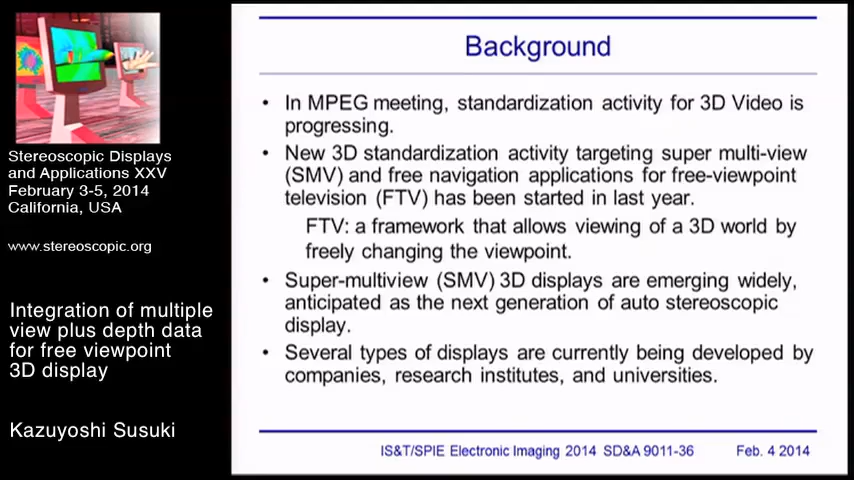 Stereoscopic Displays
and Applications XXV
February 3-5, 2014
California, USA
www.stereoscopic.org
Integration of multiple
view plus depth data
for free viewpoint
3D display
Kazuyoshi Susuki
Background
• In MPEG meeting, standardization activity for 3D Video is
progressing.
• New 3D standardization activity targeting super multi-view
(SMV) and free navigation applications for free-viewpoint
television (FTV) has been started in last year.
FTV: a framework that allows viewing of a 3D world by
freely changing the viewpoint.
• Super-multiview (SMV) 3D displays are emerging widely,
anticipated as the next generation of auto stereoscopic
display.
• Several types of displays are currently being developed by
companies, research institutes, and universities.
IS&T/SPIE Electronic Imaging 2014 SD&A 9011-36 Feb. 4 2014